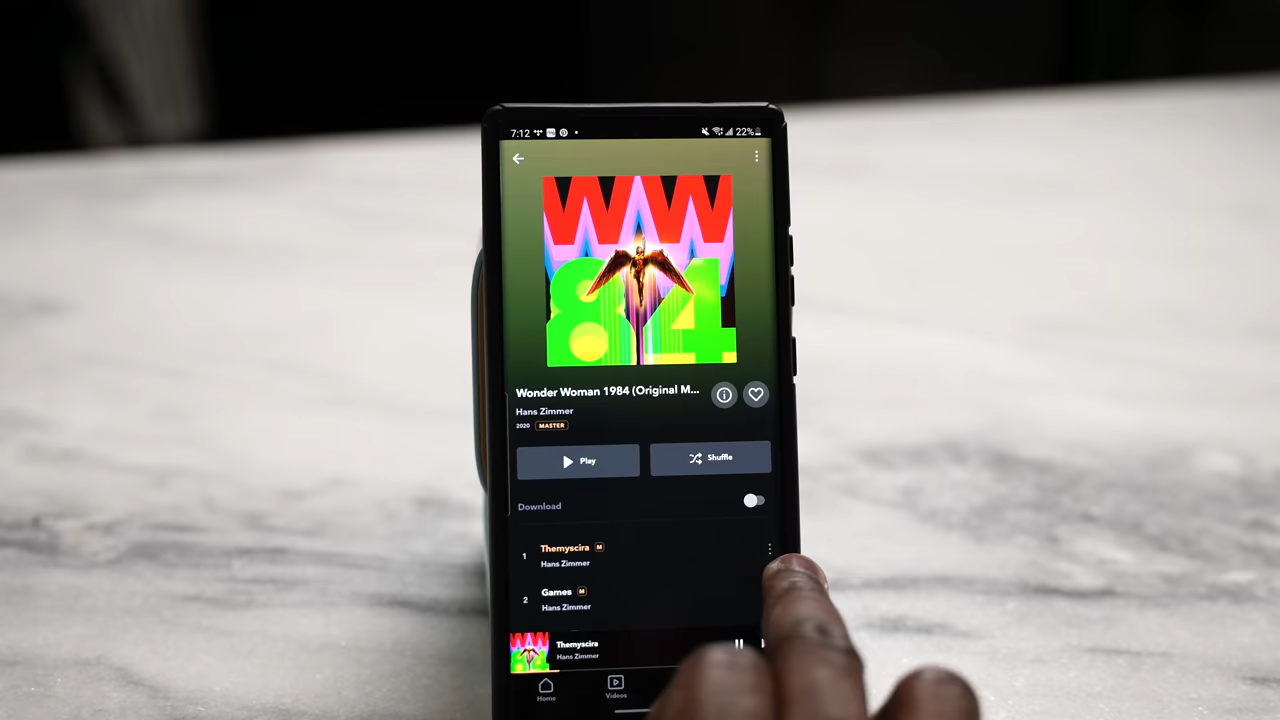 7:12
22%
WW
84
Wonder Woman 1984 (Original M...
Hans Zimmer
2020 MASTER
Play
Shuffle
Download
1
Themyscira M
Hans Zimmer
2
Games M
Hans Zimmer
Themyscira
Hans Zimmer
Home
Videos